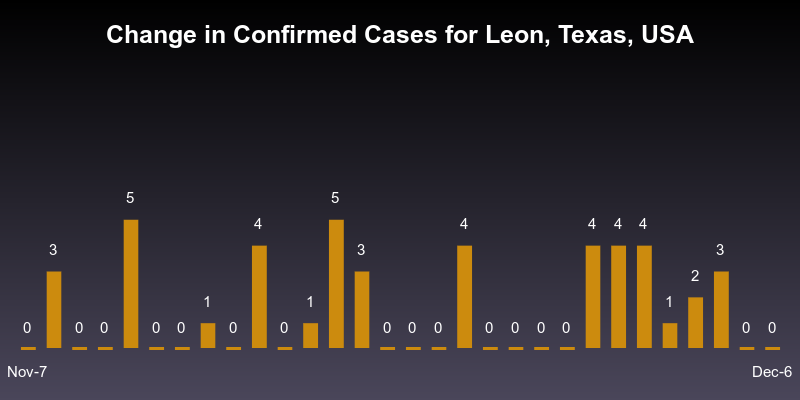 Change in Confirmed Cases for Leon, Texas, USA
0 3 0 0 5 0 0 1 0 4 0 1 5 3 0 0 0 4 0 0 0 0 4 4 4 1 2 3 0 0
Nov-7 Dec-6